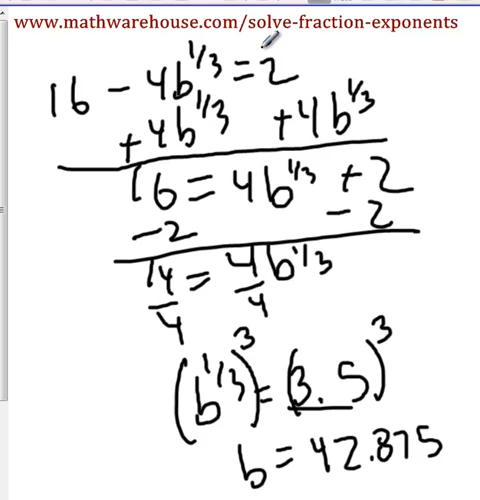 www.mathwarehouse.com/solve-fraction-exponents
16 - 4b^1/3 = 2
+4b^1/3 +4b^1/3
16 = 4b^1/3 + 2
-2 -2
14/4 = 4/4 b^1/3
(b^1/3)^3 = (3.5)^3
b = 42.875